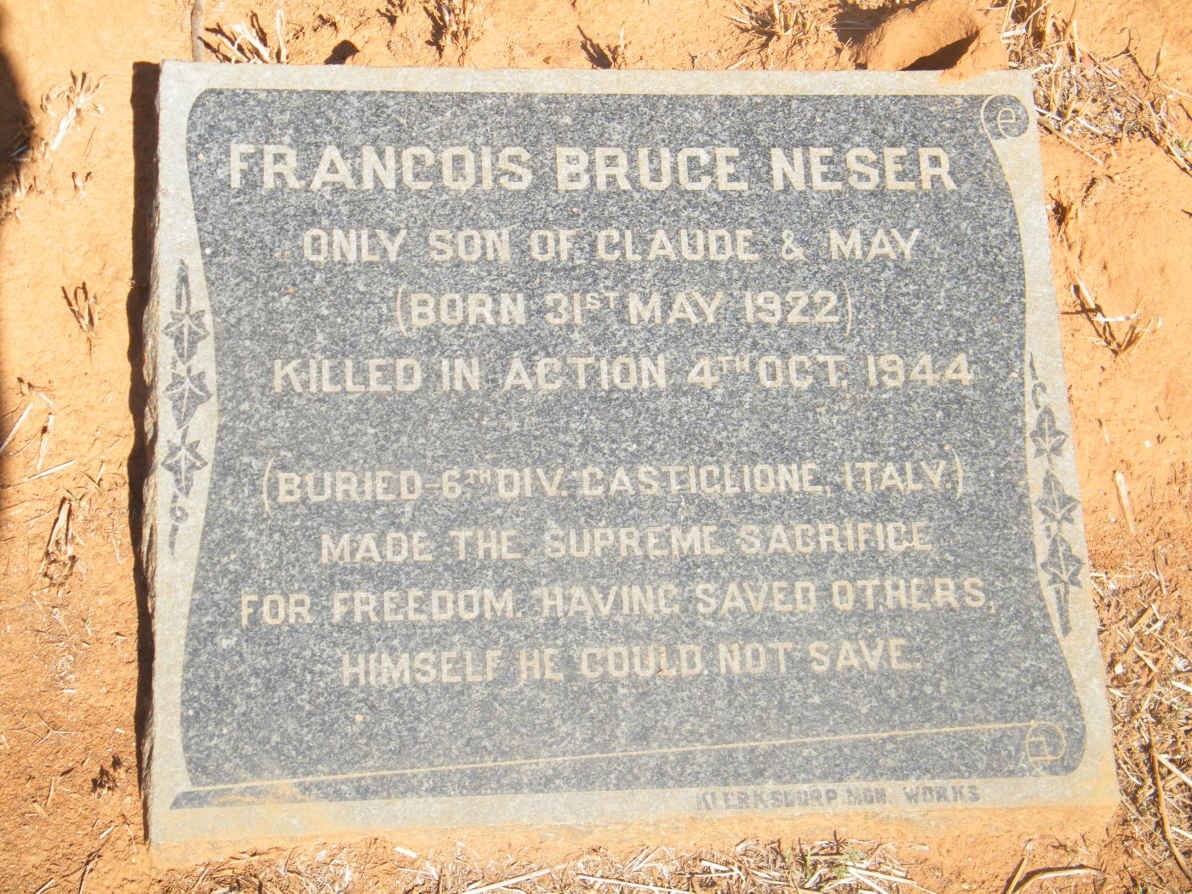 FRANCOIS BRUCE NESER
ONLY SON OF CLAUDE & MAY
(BORN 31ST MAY 1922)
KILLED IN ACTION 4TH OCT. 1944
(BURIED-6TH DIV. CASTIGLIONE, ITALY.)
MADE THE SUPREME SACRIFICE
FOR FREEDOM. HAVING SAVED OTHERS,
HIMSELF HE COULD NOT SAVE.
KLERKSDORP MON. WORKS